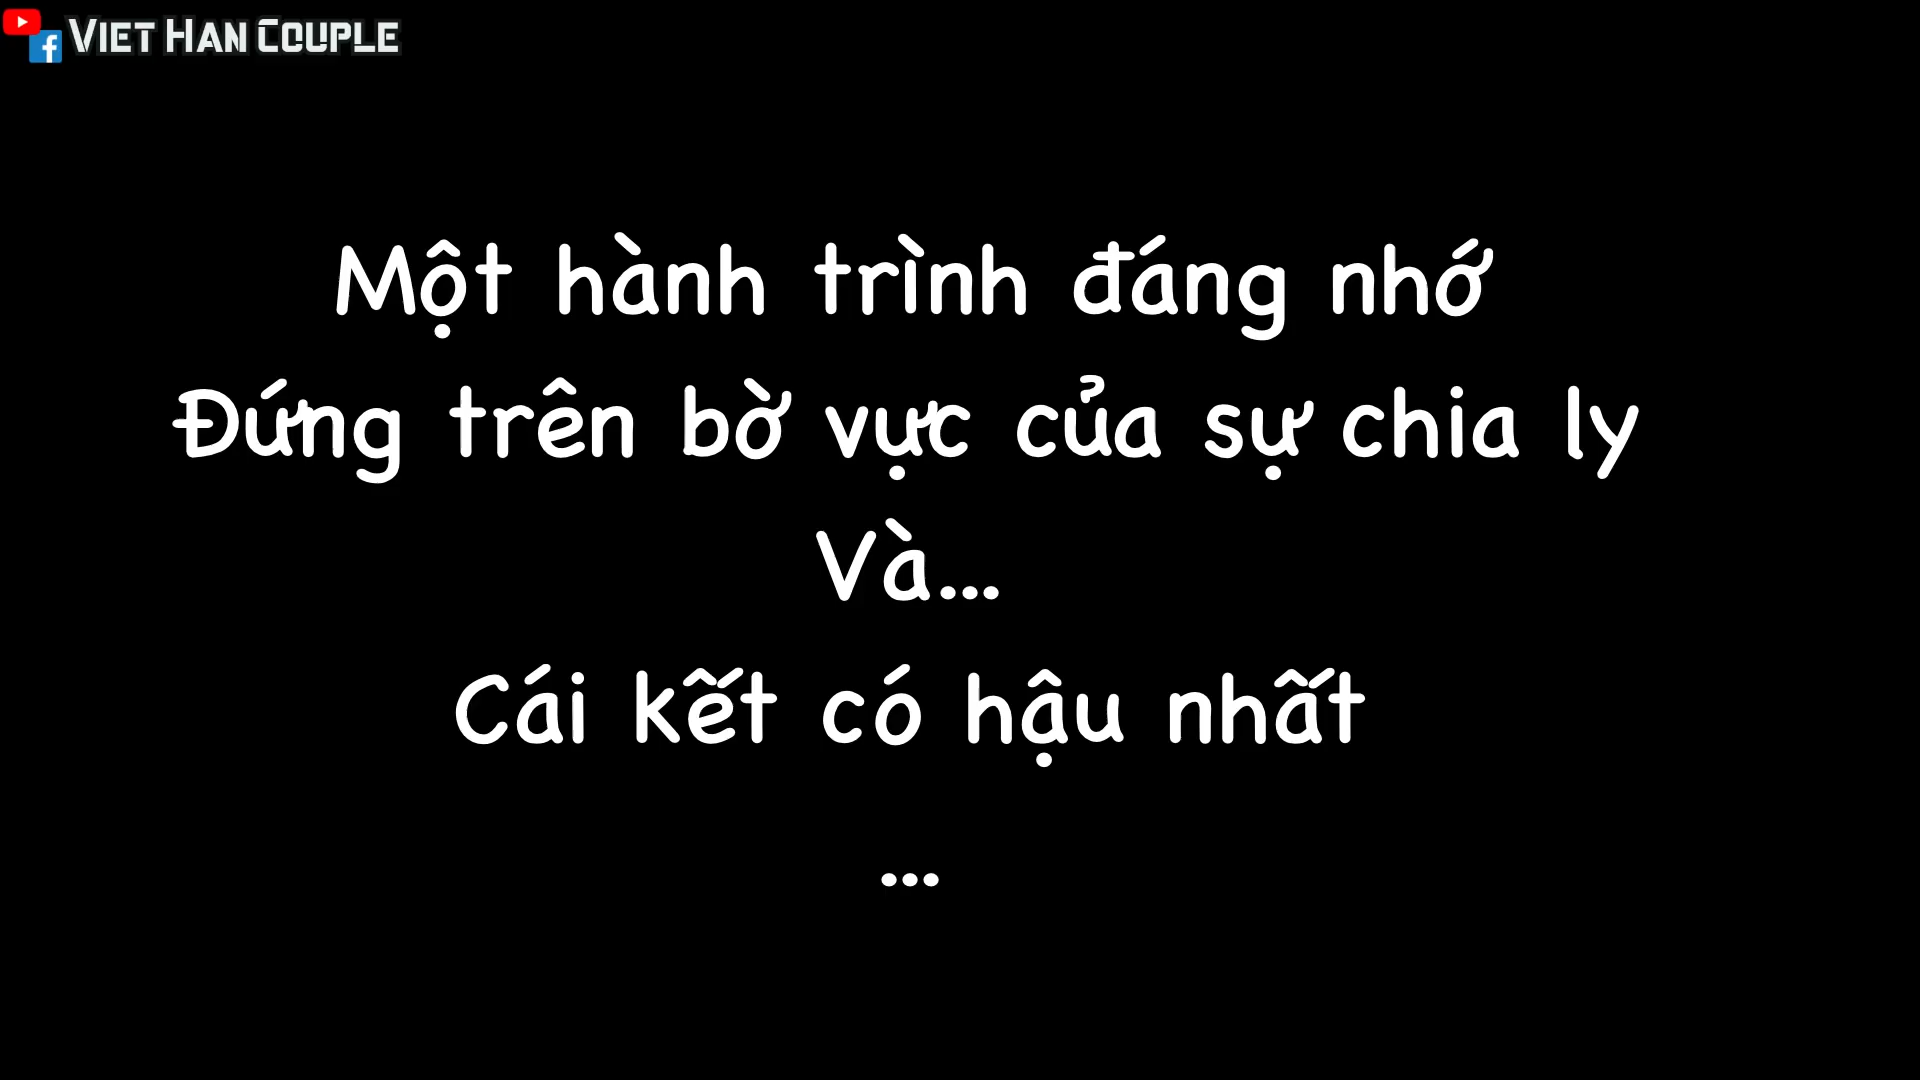 VIET HAN COUPLE
Một hành trình đáng nhớ
Đứng trên bờ vực của sự chia ly
Và...
Cái kết có hậu nhất
...